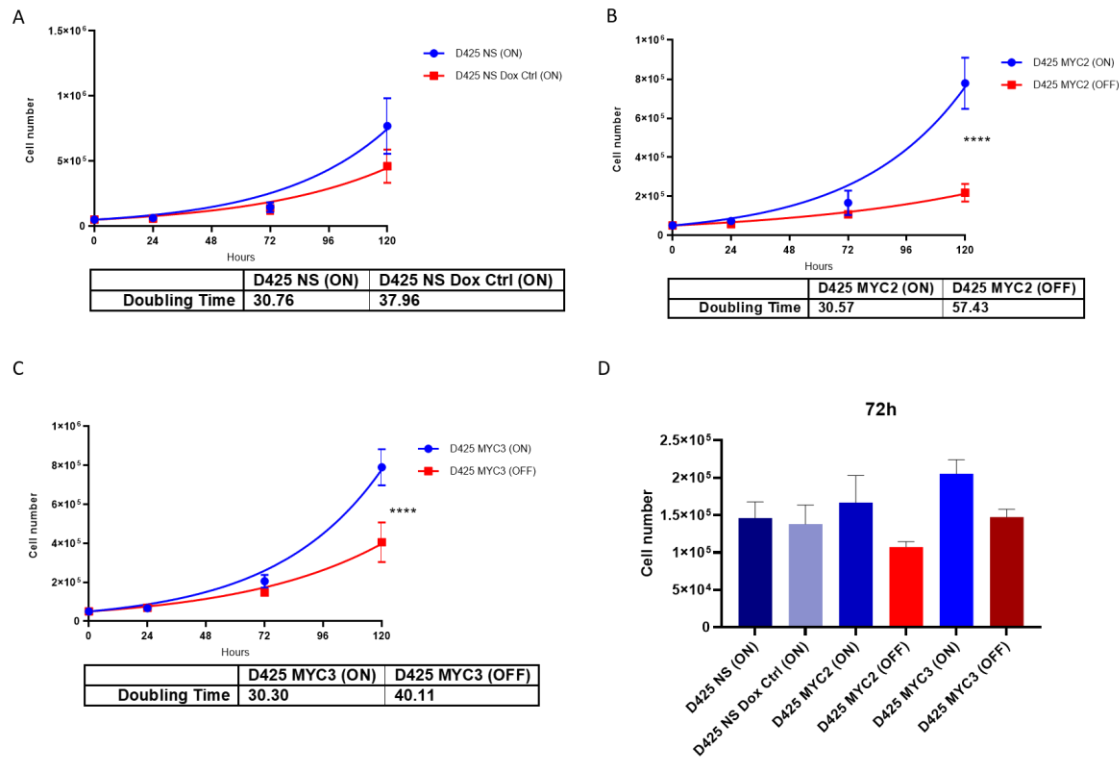 A
1.5×10⁶
1×10⁶
5×10⁵
0
Cell number
0 24 48 72 96 120
Hours
D425 NS (ON)
D425 NS Dox Ctrl (ON)
D425 NS (ON) D425 NS Dox Ctrl (ON)
Doubling Time 30.76 37.96
B
1×10⁶
8×10⁵
6×10⁵
4×10⁵
2×10⁵
0
Cell number
0 24 48 72 96 120
Hours
D425 MYC2 (ON)
D425 MYC2 (OFF)
****
D425 MYC2 (ON) D425 MYC2 (OFF)
Doubling Time 30.57 57.43
C
1×10⁶
8×10⁵
6×10⁵
4×10⁵
2×10⁵
0
Cell number
0 24 48 72 96 120
Hours
D425 MYC3 (ON)
D425 MYC3 (OFF)
****
D425 MYC3 (ON) D425 MYC3 (OFF)
Doubling Time 30.30 40.11
D
72h
2.5×10⁵
2×10⁵
1.5×10⁵
1×10⁵
5×10⁴
0
Cell number
D425 NS (ON)
D425 NS Dox Ctrl (ON)
D425 MYC2 (ON)
D425 MYC2 (OFF)
D425 MYC3 (ON)
D425 MYC3 (OFF)